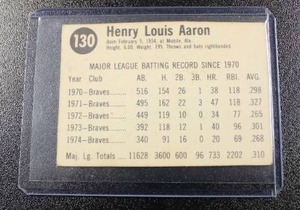 130
Henry Louis Aaron
Born February 5, 1934, at Mobile, Ala.
Height: 6.00. Weight: 195. Throws and bats righthanded.
MAJOR LEAGUE BATTING RECORD SINCE 1970
Year Club AB. H. 2B. 3B. HR. RBI. AVG.
1970—Braves 516 154 26 1 38 118 .298
1971—Braves 495 162 22 3 47 118 .327
1972—Braves 449 119 10 0 34 77 .265
1973—Braves 392 118 12 1 40 96 .301
1974—Braves 340 91 16 0 20 69 .268
Maj. Lg. Totals 11628 3600 600 96 733 2202 .310